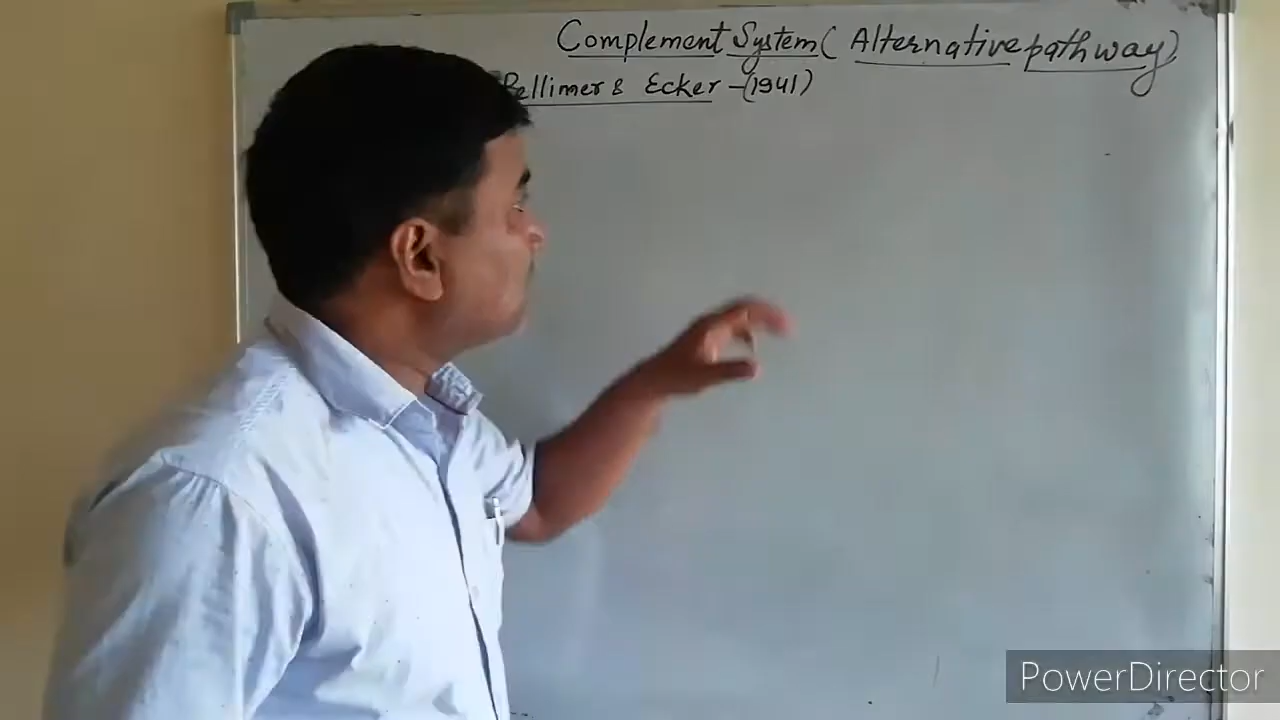 Complement System (Alternative pathway)
Pellimer & Ecker -(1941)
PowerDirector